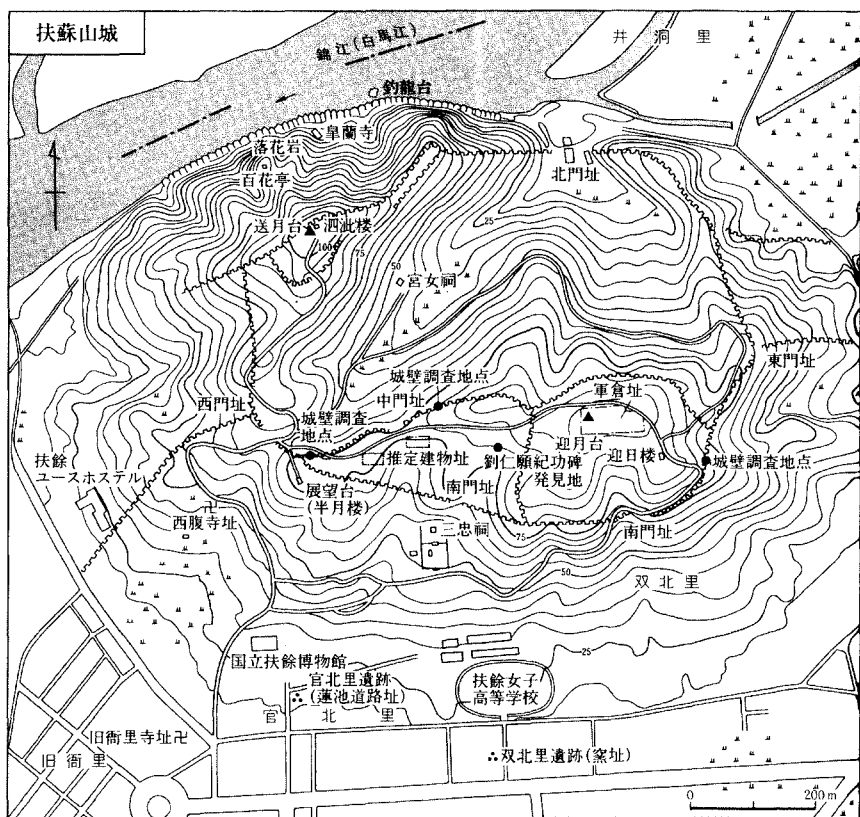 扶蘇山城
錦江(白馬江)
井洞里
釣龍台
皐蘭寺
落花岩
百花亭
北門址
送月台
泗沘楼
100
75
50
25
宮女祠
東門址
城壁調査地点
中門址
軍倉址
西門址
城壁調査
地点
迎月台
扶餘
ユースホステル
推定建物址
劉仁願紀功碑
発見地
迎日楼
城壁調査地点
展望台
(半月楼)
南門址
西腹寺址
三忠祠
75
南門址
50
双北里
国立扶餘博物館
25
官北里遺跡
(蓮池道路址)
扶餘女子
高等学校
官北里
旧衙里寺址卍
旧衙里
双北里遺跡(窯址)
0 200m